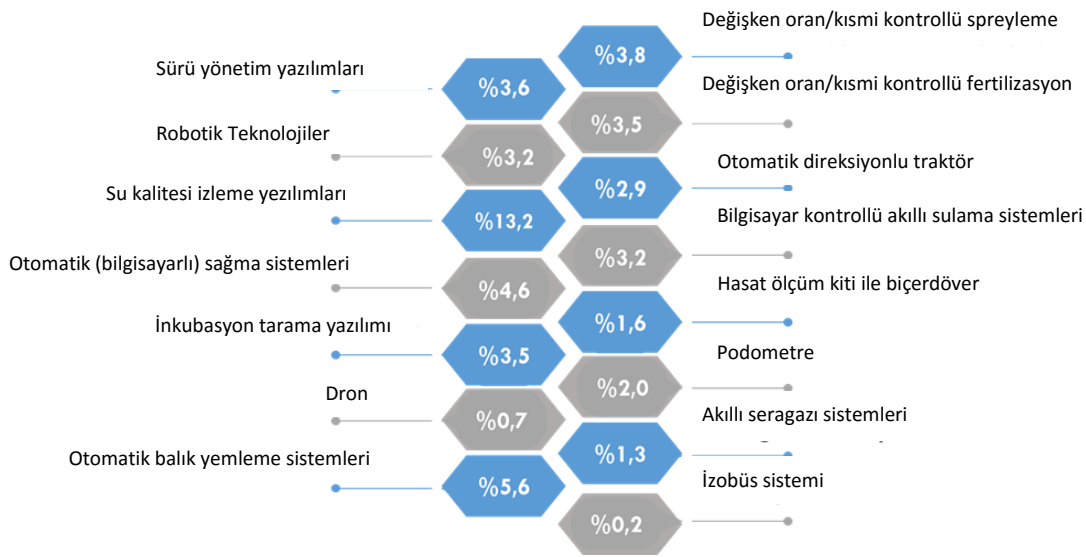 Değişken oran/kısmi kontrollü spreyleme
%3,8
Sürü yönetim yazılımları
%3,6
Değişken oran/kısmi kontrollü fertilizasyon
%3,5
Robotik Teknolojiler
%3,2
Otomatik direksiyonlu traktör
%2,9
Su kalitesi izleme yezılımları
%13,2
Bilgisayar kontrollü akıllı sulama sistemleri
%3,2
Otomatik (bilgisayarlı) sağma sistemleri
%4,6
Hasat ölçüm kiti ile biçerdöver
%1,6
İnkubasyon tarama yazılımı
%3,5
Podometre
%2,0
Dron
%0,7
Akıllı seragazı sistemleri
%1,3
Otomatik balık yemleme sistemleri
%5,6
İzobüs sistemi
%0,2